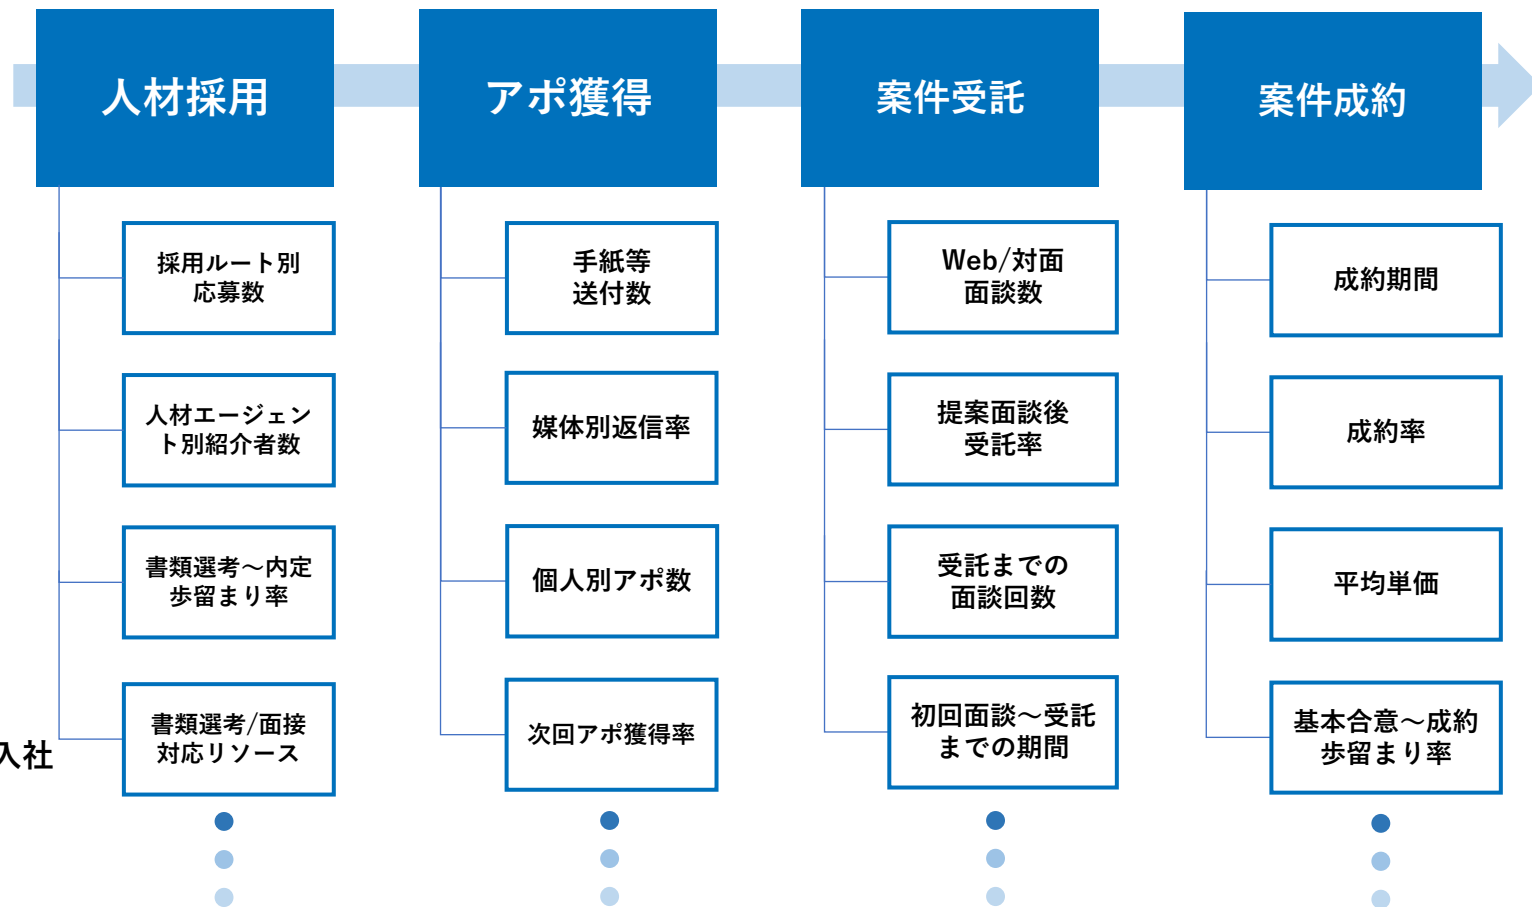 人材採用
アポ獲得
案件受託
案件成約
採用ルート別
応募数
人材エージェン
ト別紹介者数
書類選考～内定
歩留まり率
書類選考/面接
対応リソース
入社
手紙等
送付数
媒体別返信率
個人別アポ数
次回アポ獲得率
Web/対面
面談数
提案面談後
受託率
受託までの
面談回数
初回面談～受託
までの期間
成約期間
成約率
平均単価
基本合意～成約
歩留まり率